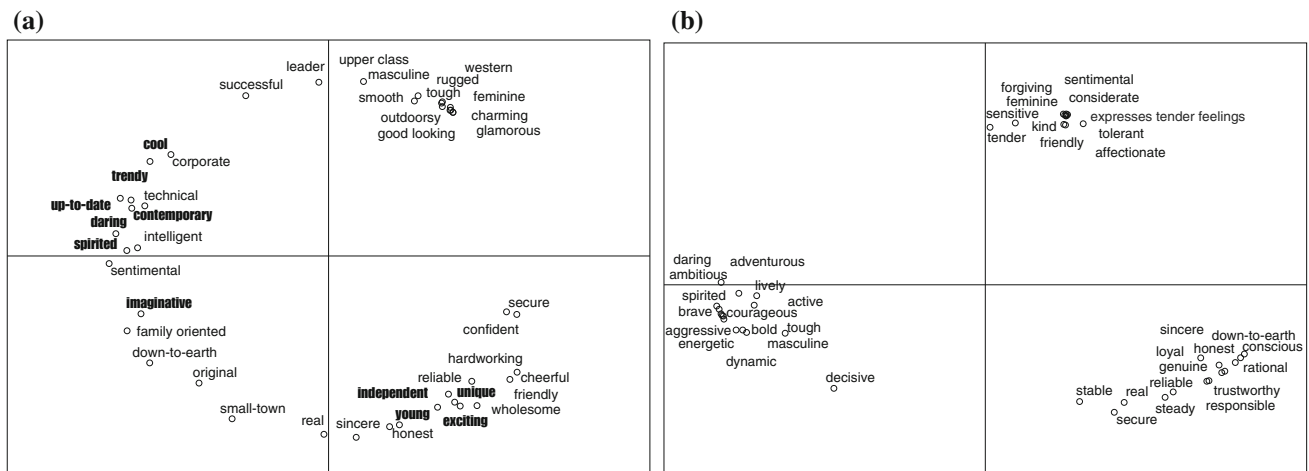 (a)
leader
upper class
western
masculine
successful
rugged
smooth
tough
feminine
outdoorsy
charming
good looking
glamorous
cool
corporate
trendy
technical
up-to-date
contemporary
daring
spirited
intelligent
sentimental
imaginative
secure
family oriented
confident
down-to-earth
hardworking
original
reliable
cheerful
independent
unique
friendly
small-town
young
wholesome
real
sincere
exciting
honest
(b)
sentimental
forgiving
feminine
considerate
sensitive
expresses tender feelings
tender
kind
tolerant
friendly
affectionate
daring
adventurous
ambitious
lively
spirited
active
brave
courageous
aggressive
bold
tough
energetic
masculine
dynamic
decisive
sincere
down-to-earth
honest
conscious
loyal
genuine
rational
stable
real
reliable
trustworthy
steady
responsible
secure